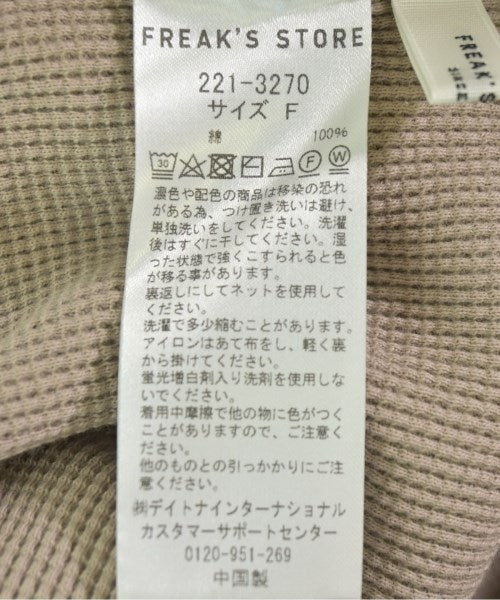 FREAK'S STORE
221-3270
サイズ F
綿 100%
30 F W
濃色や配色の商品は移染の恐れ
がある為、つけ置き洗いは避け、
単独洗いをしてください。洗濯
後はすぐに干してください。湿
った状態で強くこすられると色
が移る事があります。
裏返しにしてネットを使用して
ください。
洗濯で多少縮むことがあります。
アイロンはあて布をし、軽く裏
から掛けてください。
蛍光増白剤入り洗剤を使用しな
いでください。
着用中摩擦で他の物に色がつく
ことがありますので、ご注意く
ださい。
他のものとの引っかかりにご注
意ください。
㈱デイトナインターナショナル
カスタマーサポートセンター
0120-951-269
中国製
FREAK'S
SINCE